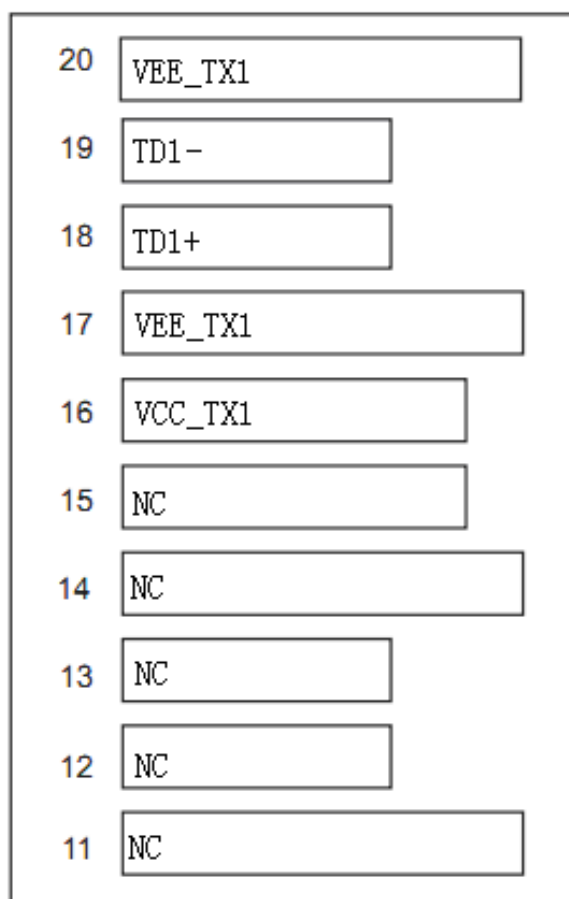 20 VEE_TX1
19 TD1-
18 TD1+
17 VEE_TX1
16 VCC_TX1
15 NC
14 NC
13 NC
12 NC
11 NC